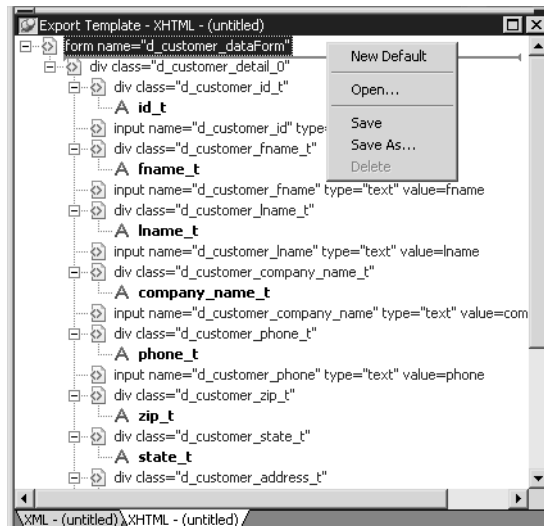 Export Template - XHTML - (untitled)
form name="d_customer_dataForm"
div class="d_customer_detail_0"
div class="d_customer_id_t"
id_t
input name="d_customer_id" type=
div class="d_customer_fname_t"
fname_t
input name="d_customer_fname" type="text" value=fname
div class="d_customer_lname_t"
lname_t
input name="d_customer_lname" type="text" value=lname
div class="d_customer_company_name_t"
company_name_t
input name="d_customer_company_name" type="text" value=com
div class="d_customer_phone_t"
phone_t
input name="d_customer_phone" type="text" value=phone
div class="d_customer_zip_t"
zip_t
div class="d_customer_state_t"
state_t
div class="d_customer_address_t"
New Default
Open...
Save
Save As...
Delete
XML - (untitled) XHTML - (untitled)